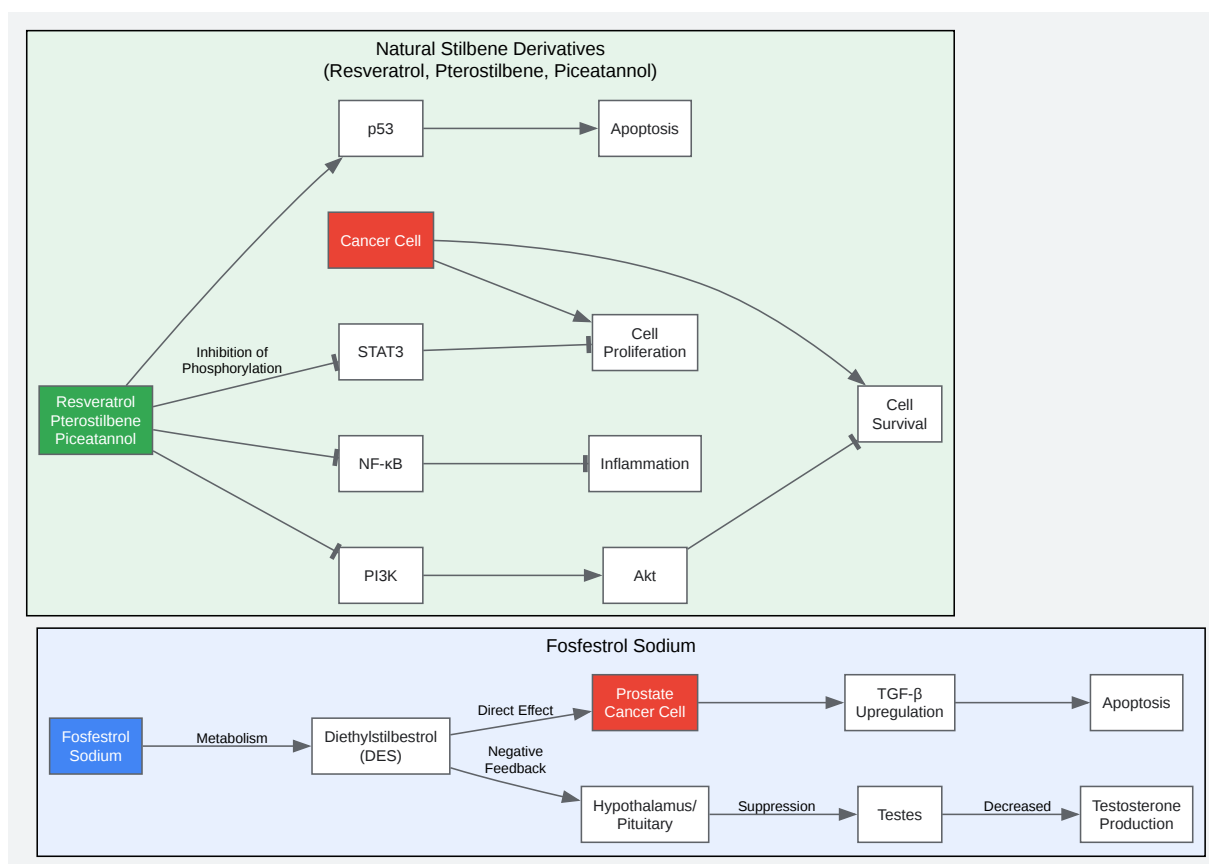 Natural Stilbene Derivatives
(Resveratrol, Pterostilbene, Piceatannol)
p53
Apoptosis
Cancer Cell
Inhibition of
Phosphorylation
STAT3
Cell
Proliferation
Resveratrol
Pterostilbene
Piceatannol
Cell
Survival
NF-κB
Inflammation
PI3K
Akt
Fosfestrol Sodium
Fosfestrol
Sodium
Metabolism
Diethylstilbestrol
(DES)
Direct Effect
Prostate
Cancer Cell
TGF-β
Upregulation
Apoptosis
Negative
Feedback
Hypothalamus/
Pituitary
Suppression
Testes
Decreased
Testosterone
Production